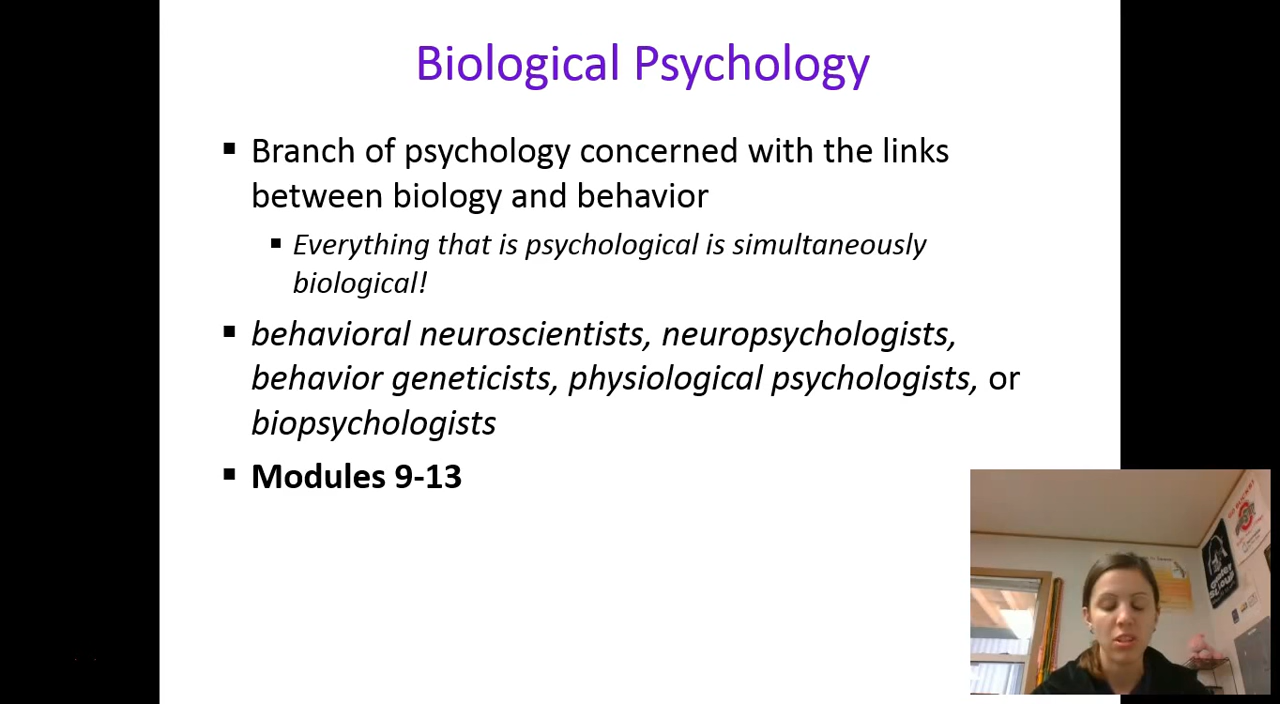 Biological Psychology
▪ Branch of psychology concerned with the links
between biology and behavior
▪ Everything that is psychological is simultaneously
biological!
▪ behavioral neuroscientists, neuropsychologists,
behavior geneticists, physiological psychologists, or
biopsychologists
▪ Modules 9-13